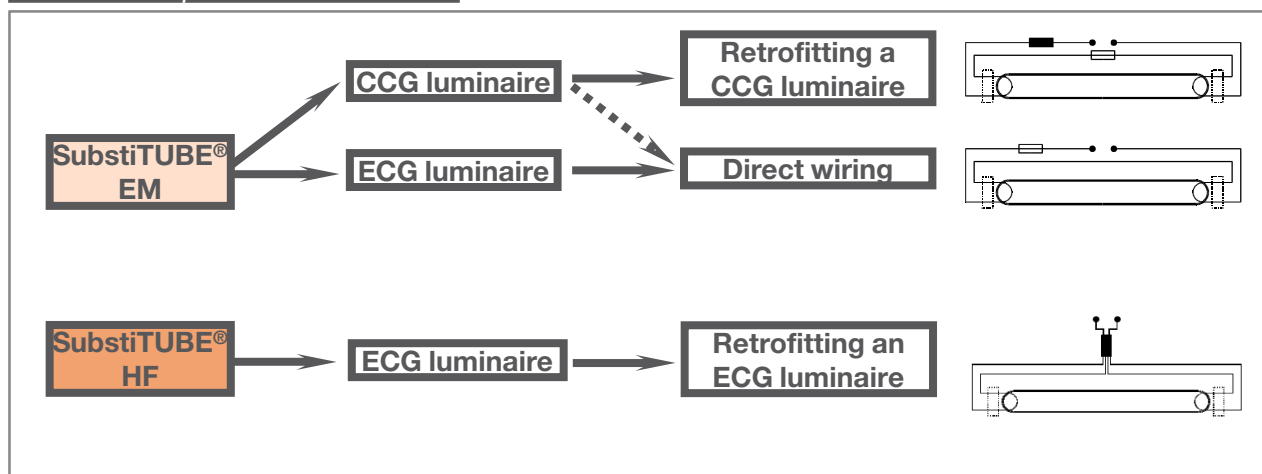 CCG luminaire
Retrofitting a
CCG luminaire
SubstiTUBE®
EM
ECG luminaire
Direct wiring
SubstiTUBE®
HF
ECG luminaire
Retrofitting an
ECG luminaire